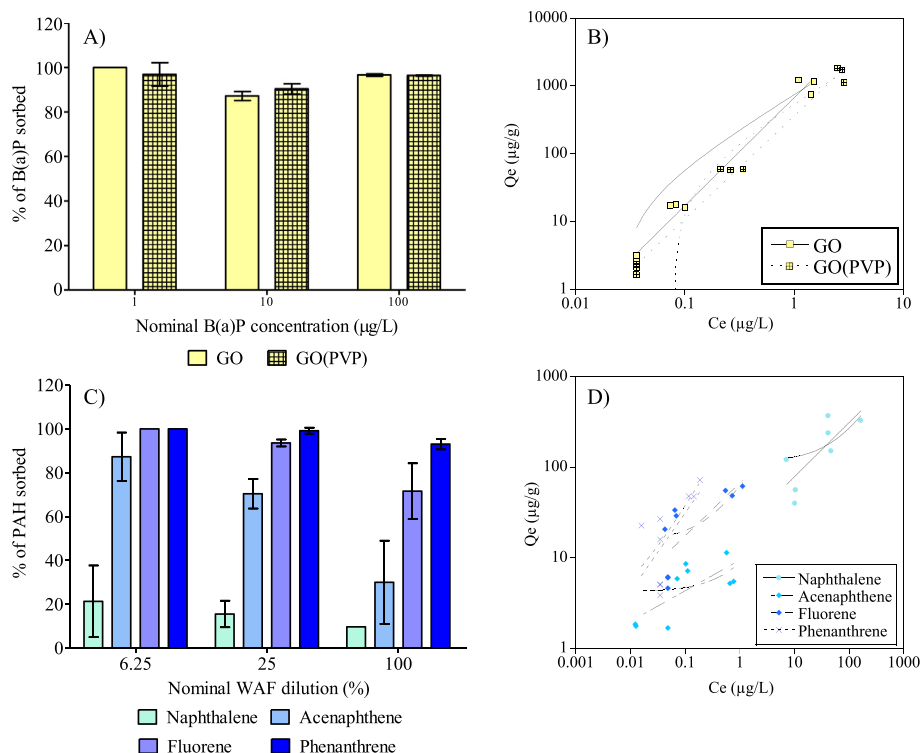 A)
% of B(a)P sorbed
120
100
80
60
40
20
0
1
10
100
Nominal B(a)P concentration (µg/L)
GO
GO(PVP)
B)
Qe (µg/g)
10000
1000
100
10
1
0.01
0.1
1
10
Ce (µg/L)
GO
GO(PVP)
C)
% of PAH sorbed
120
100
80
60
40
20
0
6.25
25
100
Nominal WAF dilution (%)
Naphthalene
Acenaphthene
Fluorene
Phenanthrene
D)
Qe (µg/g)
1000
100
10
1
0.001
0.01
0.1
1
10
100
1000
Ce (µg/L)
Naphthalene
Acenaphthene
Fluorene
Phenanthrene